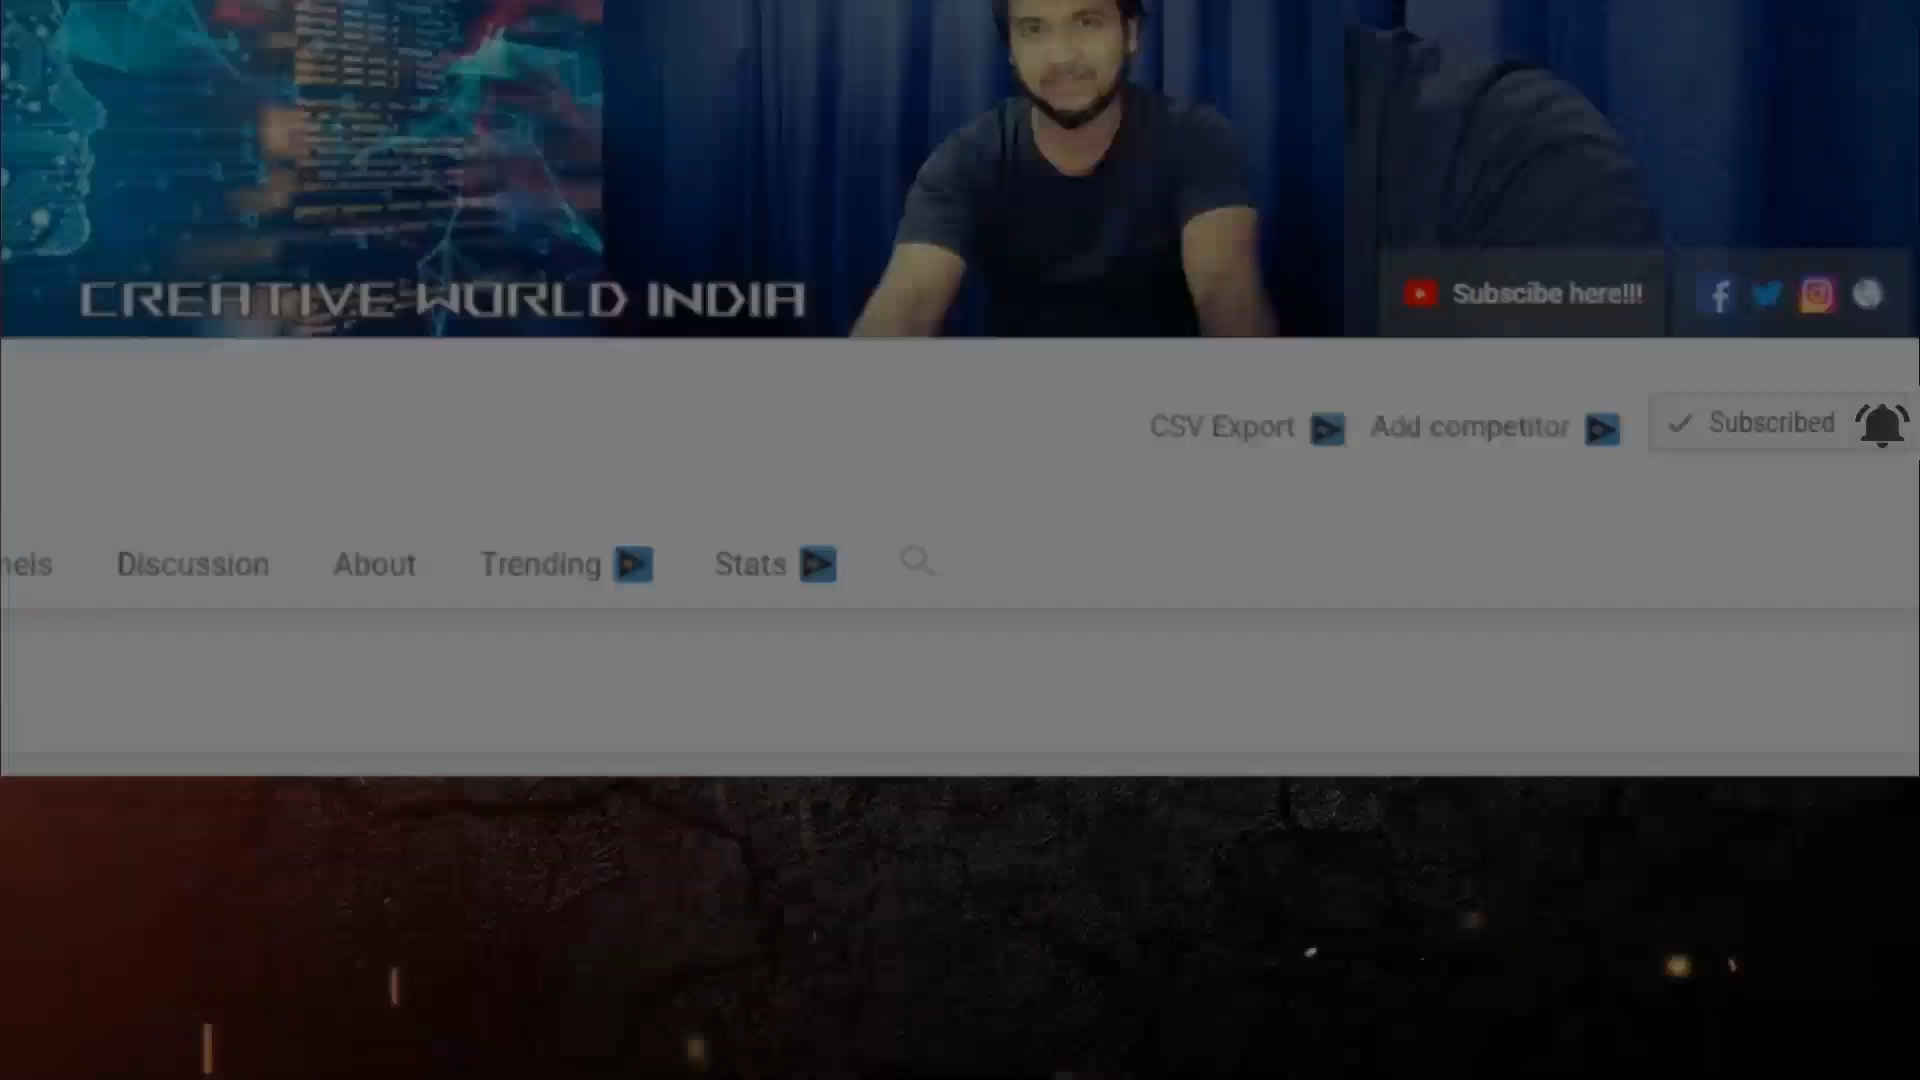 CREATIVE WORLD INDIA
Subscibe here!!!
CSV Export Add competitor Subscribed
nels Discussion About Trending Stats